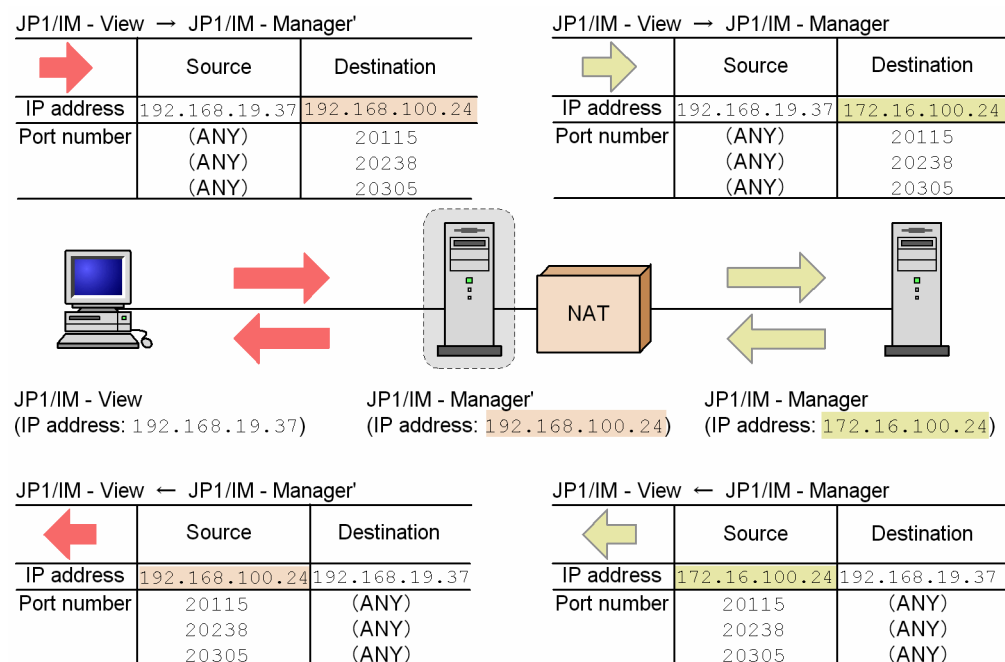 JP1/IM - View → JP1/IM - Manager'
Source Destination
IP address 192.168.19.37 192.168.100.24
Port number (ANY) 20115
(ANY) 20238
(ANY) 20305
JP1/IM - View → JP1/IM - Manager
Source Destination
IP address 192.168.19.37 172.16.100.24
Port number (ANY) 20115
(ANY) 20238
(ANY) 20305
NAT
JP1/IM - View
(IP address: 192.168.19.37)
JP1/IM - Manager'
(IP address: 192.168.100.24)
JP1/IM - Manager
(IP address: 172.16.100.24)
JP1/IM - View ← JP1/IM - Manager'
Source Destination
IP address 192.168.100.24 192.168.19.37
Port number 20115 (ANY)
20238 (ANY)
20305 (ANY)
JP1/IM - View ← JP1/IM - Manager
Source Destination
IP address 172.16.100.24 192.168.19.37
Port number 20115 (ANY)
20238 (ANY)
20305 (ANY)